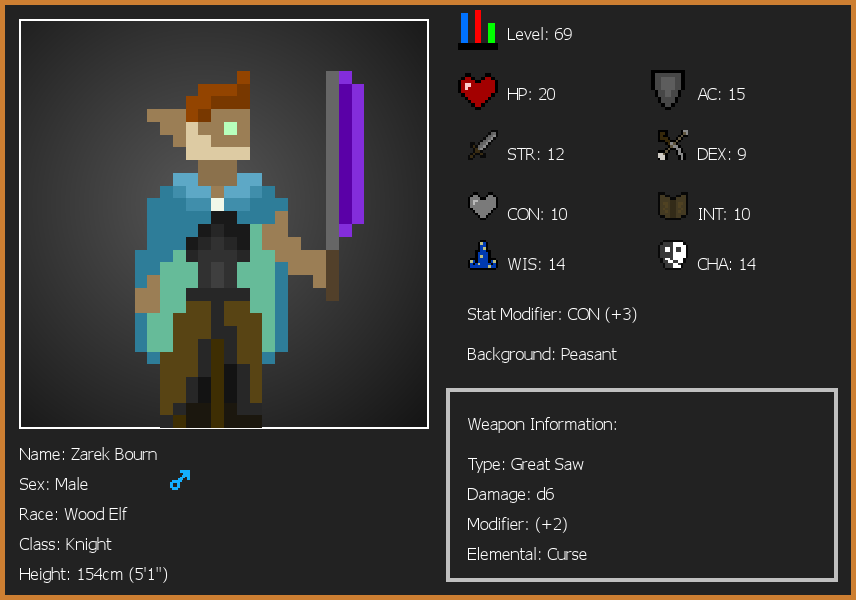 Level: 69
HP: 20
AC: 15
STR: 12
DEX: 9
CON: 10
INT: 10
WIS: 14
CHA: 14
Stat Modifier: CON (+3)
Background: Peasant
Weapon Information:
Type: Great Saw
Damage: d6
Modifier: (+2)
Elemental: Curse
Name: Zarek Bourn
Sex: Male
Race: Wood Elf
Class: Knight
Height: 154cm (5'1")